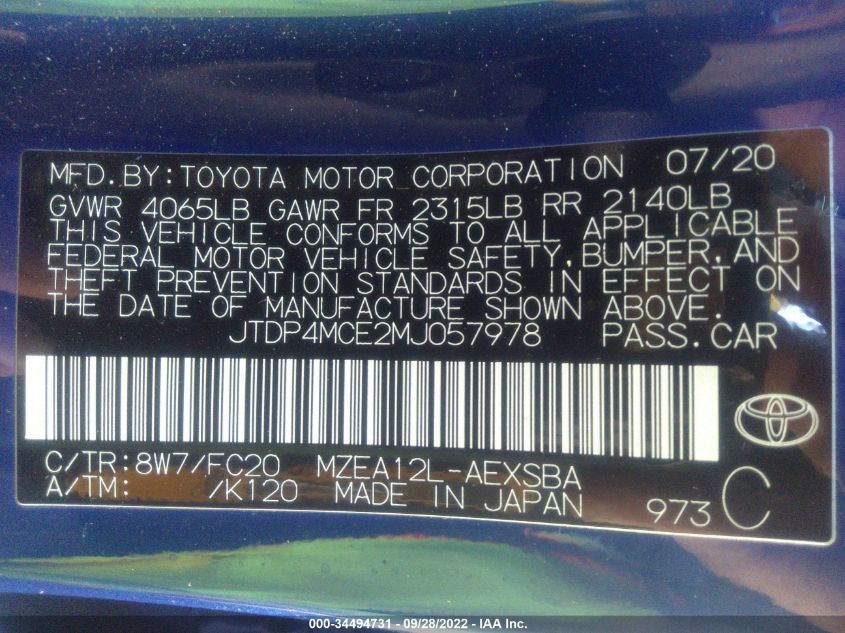 MFD.BY:TOYOTA MOTOR CORPORATION 07/20
GVWR 4065LB GAWR FR 2315LB RR 2140LB
THIS VEHICLE CONFORMS TO ALL APPLICABLE
FEDERAL MOTOR VEHICLE SAFETY,BUMPER,AND
THEFT PREVENTION STANDARDS IN EFFECT ON
THE DATE OF MANUFACTURE SHOWN ABOVE.
JTDP4MCE2MJ057978 PASS.CAR
C/TR:8W7/FC20 MZEA12L-AEXSBA
A/TM: /K120 MADE IN JAPAN 973 C
000-34494731 - 09/28/2022 - IAA Inc.